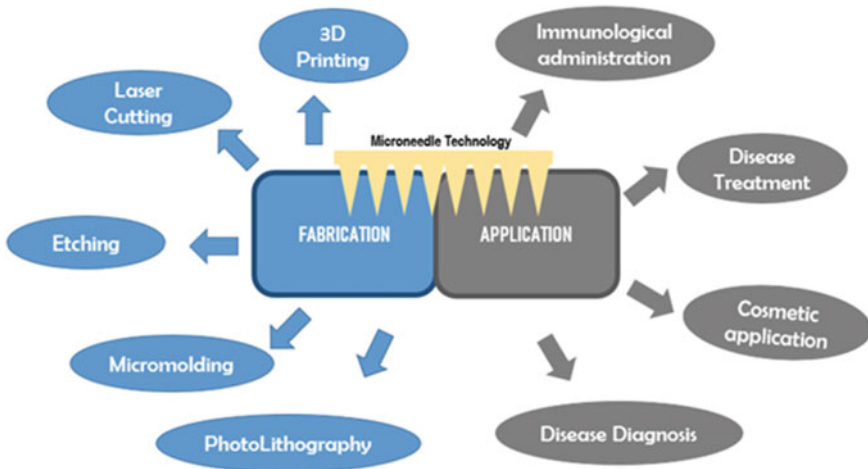 3D
Printing
Immunological
administration
Laser
Cutting
Microneedle Technology
Disease
Treatment
FABRICATION
APPLICATION
Etching
Cosmetic
application
Micromolding
PhotoLithography
Disease Diagnosis